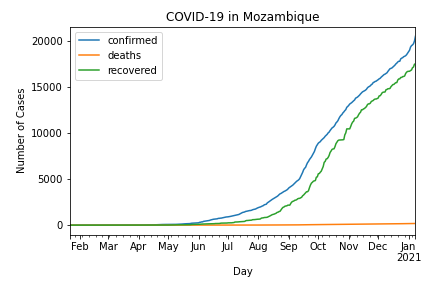 COVID-19 in Mozambique
confirmed
deaths
recovered
Number of Cases
20000
15000
10000
5000
0
Feb Mar Apr May Jun Jul Aug Sep Oct Nov Dec Jan
2021
Day